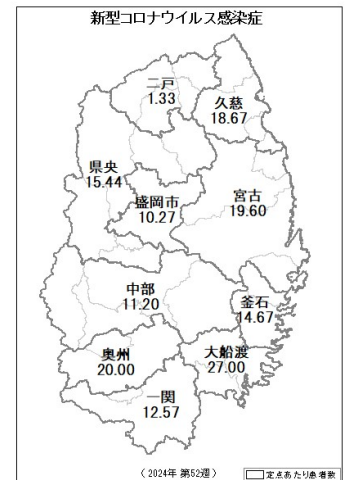 新型コロナウイルス感染症
二戸
1.33
久慈
18.67
県央
15.44
盛岡市
10.27
宮古
19.60
中部
11.20
釜石
14.67
奥州
20.00
大船渡
27.00
一関
12.57
（2024年 第52週）
定点あたり患者数